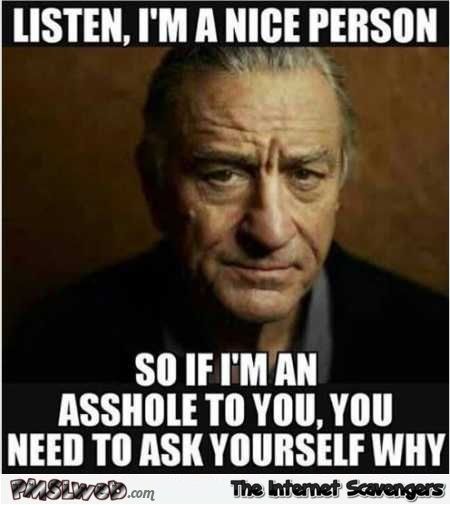 LISTEN, I'M A NICE PERSON
SO IF I'M AN
ASSHOLE TO YOU, YOU
NEED TO ASK YOURSELF WHY
PMSLweb.com The Internet Scavengers